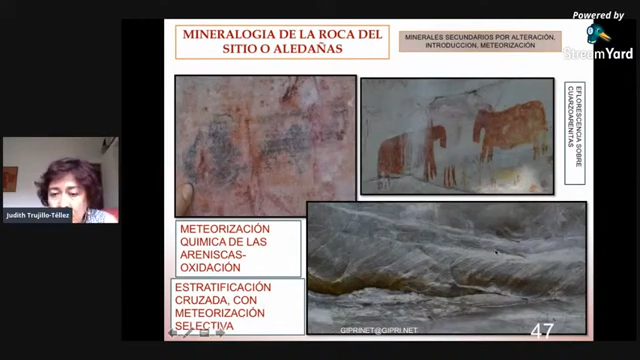 Powered by
StreamYard
MINERALOGIA DE LA ROCA DEL
SITIO O ALEDAÑAS
MINERALES SECUNDARIOS POR ALTERACIÓN,
INTRODUCCION, METEORIZACIÓN
EFLORESCENCIA SOBRE
CUARZOARENITAS
Judith Trujillo-Téllez
METEORIZACIÓN
QUIMICA DE LAS
ARENISCAS-
OXIDACIÓN
ESTRATIFICACIÓN
CRUZADA, CON
METEORIZACIÓN
SELECTIVA
GIPRINET@GIPRI.NET
47